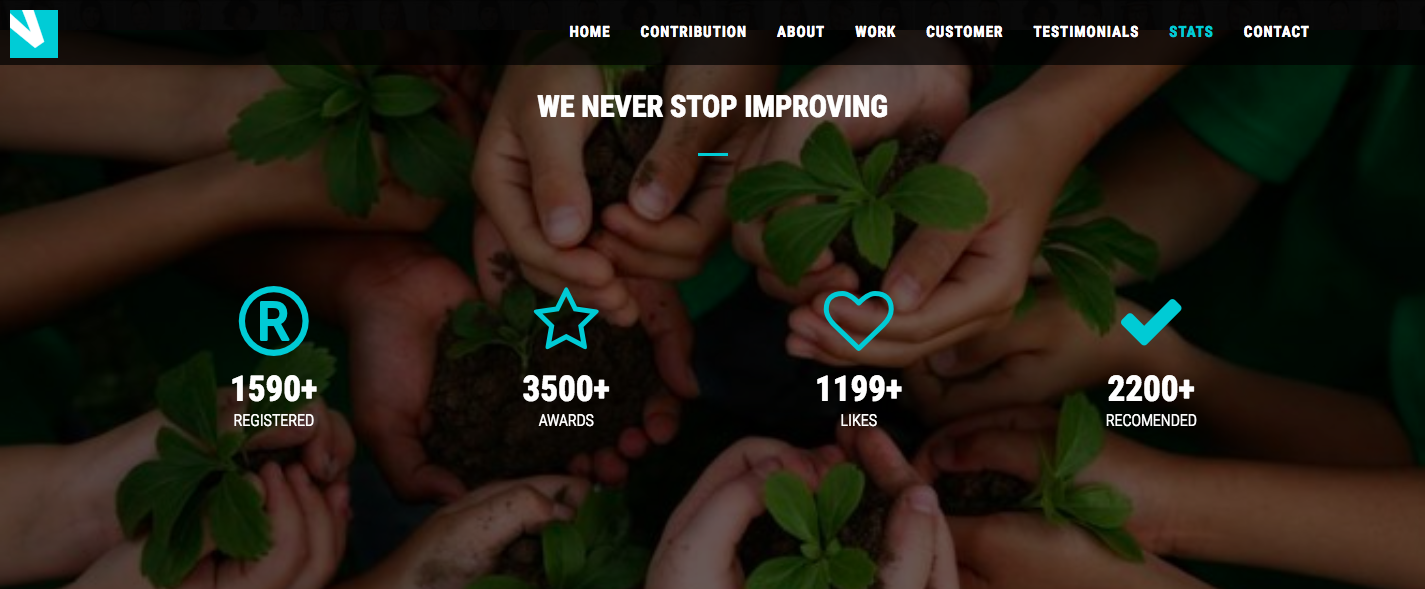 HOME CONTRIBUTION ABOUT WORK CUSTOMER TESTIMONIALS STATS CONTACT
WE NEVER STOP IMPROVING
R
1590+ 3500+ 1199+ 2200+
REGISTERED AWARDS LIKES RECOMENDED